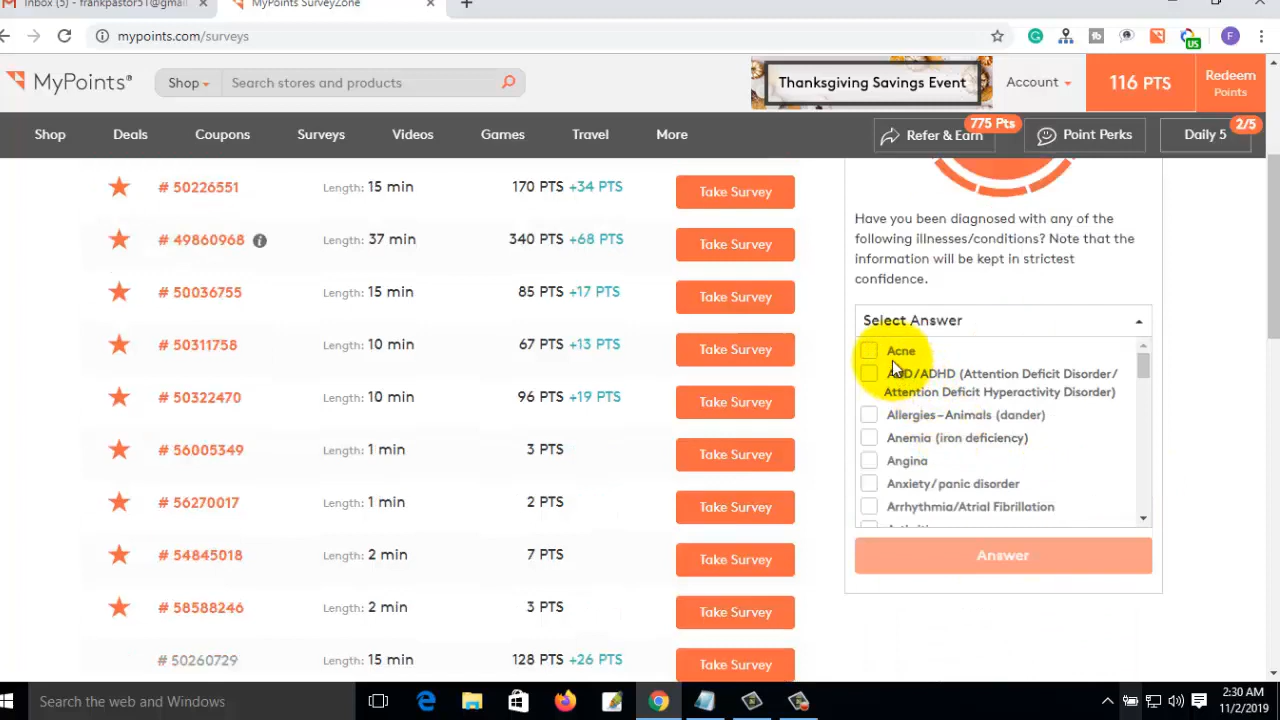 Inbox (5) - frankpastor51@gmail
MyPoints SurveyZone
mypoints.com/surveys
F
US
MyPoints®
Shop
Search stores and products
Thanksgiving Savings Event
Account
116 PTS
Redeem
Points
Shop
Deals
Coupons
Surveys
Videos
Games
Travel
More
775 Pts
Refer & Earn
Point Perks
Daily 5
2/5
# 50226551 Length: 15 min 170 PTS +34 PTS Take Survey
# 49860968 Length: 37 min 340 PTS +68 PTS Take Survey
# 50036755 Length: 15 min 85 PTS +17 PTS Take Survey
# 50311758 Length: 10 min 67 PTS +13 PTS Take Survey
# 50322470 Length: 10 min 96 PTS +19 PTS Take Survey
# 56005349 Length: 1 min 3 PTS Take Survey
# 56270017 Length: 1 min 2 PTS Take Survey
# 54845018 Length: 2 min 7 PTS Take Survey
# 58588246 Length: 2 min 3 PTS Take Survey
# 50260729 Length: 15 min 128 PTS +26 PTS Take Survey
Have you been diagnosed with any of the
following illnesses/conditions? Note that the
information will be kept in strictest
confidence.
Select Answer
Acne
ADD/ADHD (Attention Deficit Disorder/
Attention Deficit Hyperactivity Disorder)
Allergies – Animals (dander)
Anemia (iron deficiency)
Angina
Anxiety/panic disorder
Arrhythmia/Atrial Fibrillation
Answer
Search the web and Windows
2:30 AM
11/2/2019